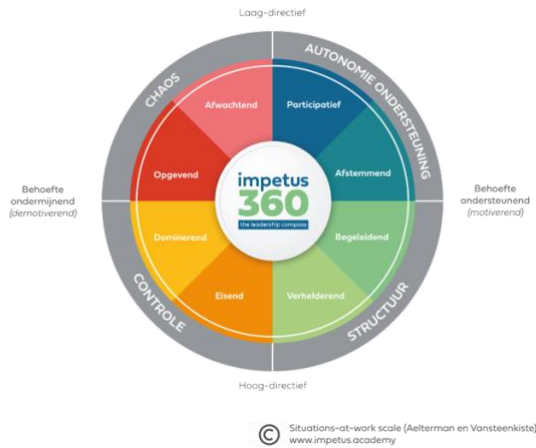 Laag-directief
CHAOS
AUTONOMIE ONDERSTEUNING
Afwachtend
Participatief
Opgevend
Afstemmend
impetus
360
the leadership compass
Behoefte
ondermijnend
(demotiverend)
Behoefte
ondersteunend
(motiverend)
Dominerend
Begeleidend
Eisend
Verhelderend
CONTROLE
STRUCTUUR
Hoog-directief
© Situations-at-work scale (Aelterman en Vansteenkiste)
www.impetus.academy